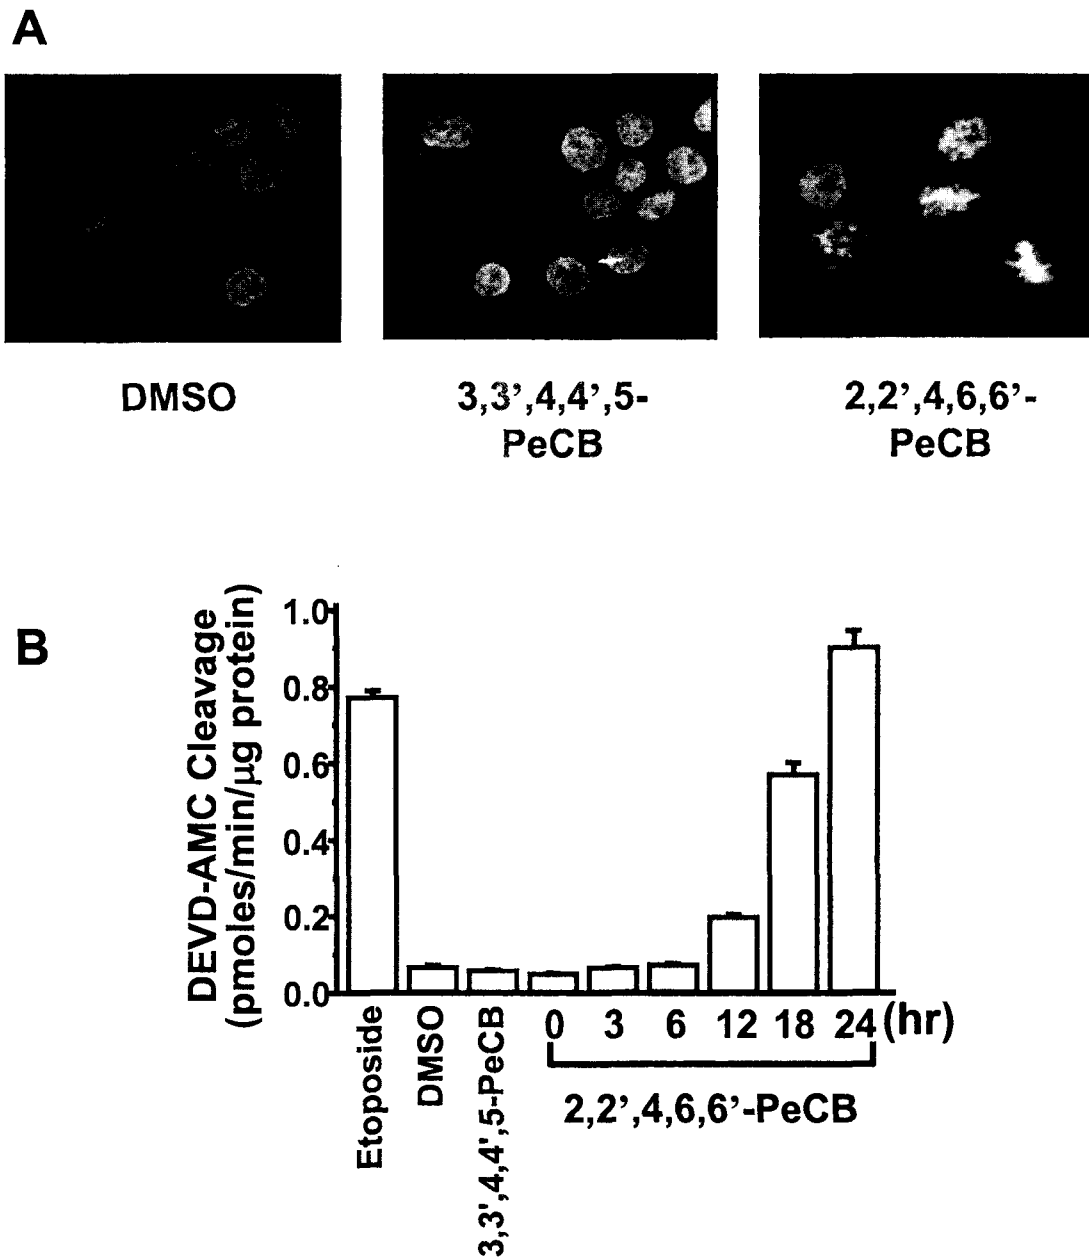 A
DMSO
3,3’,4,4’,5-
PeCB
2,2’,4,6,6’-
PeCB
B
DEVD-AMC Cleavage
(pmoles/min/µg protein)
1.0
0.8
0.6
0.4
0.2
0.0
Etoposide
DMSO
3,3',4,4',5-PeCB
0 3 6 12 18 24 (hr)
2,2’,4,6,6’-PeCB